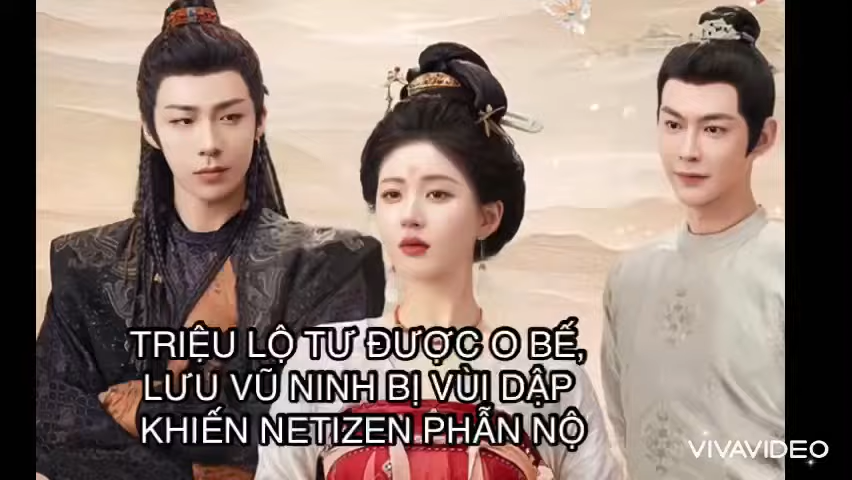 TRIỆU LỘ TƯ ĐƯỢC O BẾ,
LƯU VŨ NINH BỊ VÙI DẬP
KHIẾN NETIZEN PHẪN NỘ
VIVAVIDEO